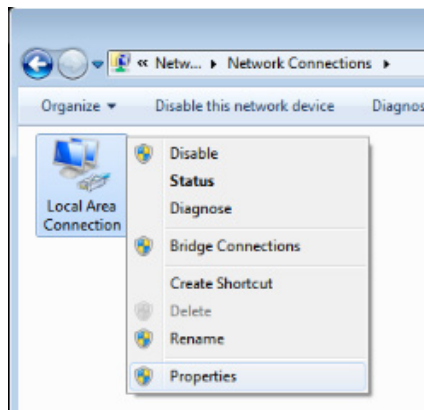 « Netw... ▸ Network Connections ▸
Organize ▾ Disable this network device Diagnos
Local Area
Connection
Disable
Status
Diagnose
Bridge Connections
Create Shortcut
Delete
Rename
Properties